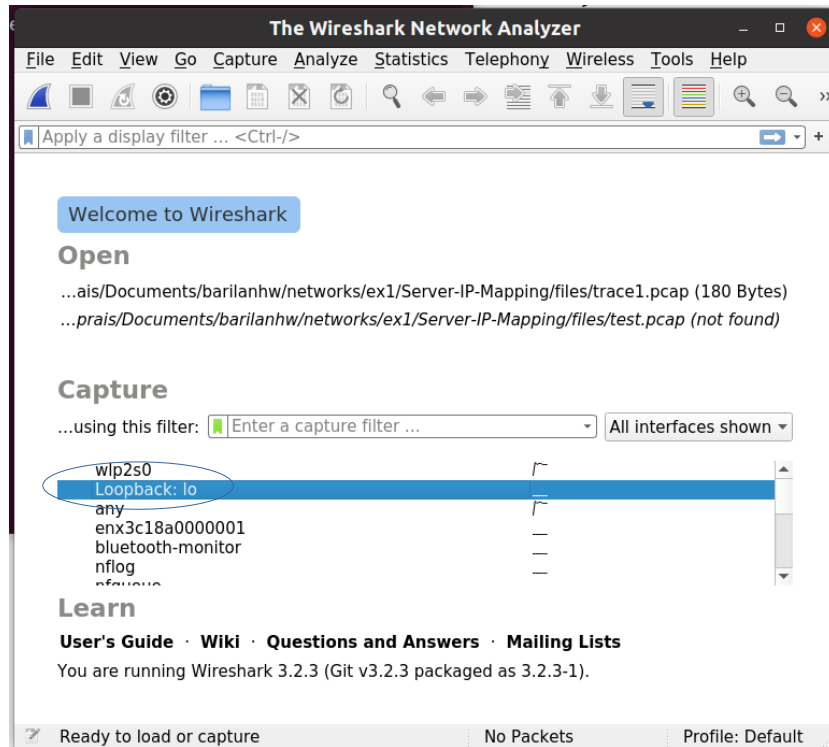 The Wireshark Network Analyzer
File Edit View Go Capture Analyze Statistics Telephony Wireless Tools Help
Apply a display filter … <Ctrl-/>
+
Welcome to Wireshark
Open
…ais/Documents/barilanhw/networks/ex1/Server-IP-Mapping/files/trace1.pcap (180 Bytes)
…prais/Documents/barilanhw/networks/ex1/Server-IP-Mapping/files/test.pcap (not found)
Capture
…using this filter: Enter a capture filter … All interfaces shown
wlp2s0
Loopback: lo
any
enx3c18a0000001
bluetooth-monitor
nflog
Learn
User's Guide · Wiki · Questions and Answers · Mailing Lists
You are running Wireshark 3.2.3 (Git v3.2.3 packaged as 3.2.3-1).
Ready to load or capture No Packets Profile: Default